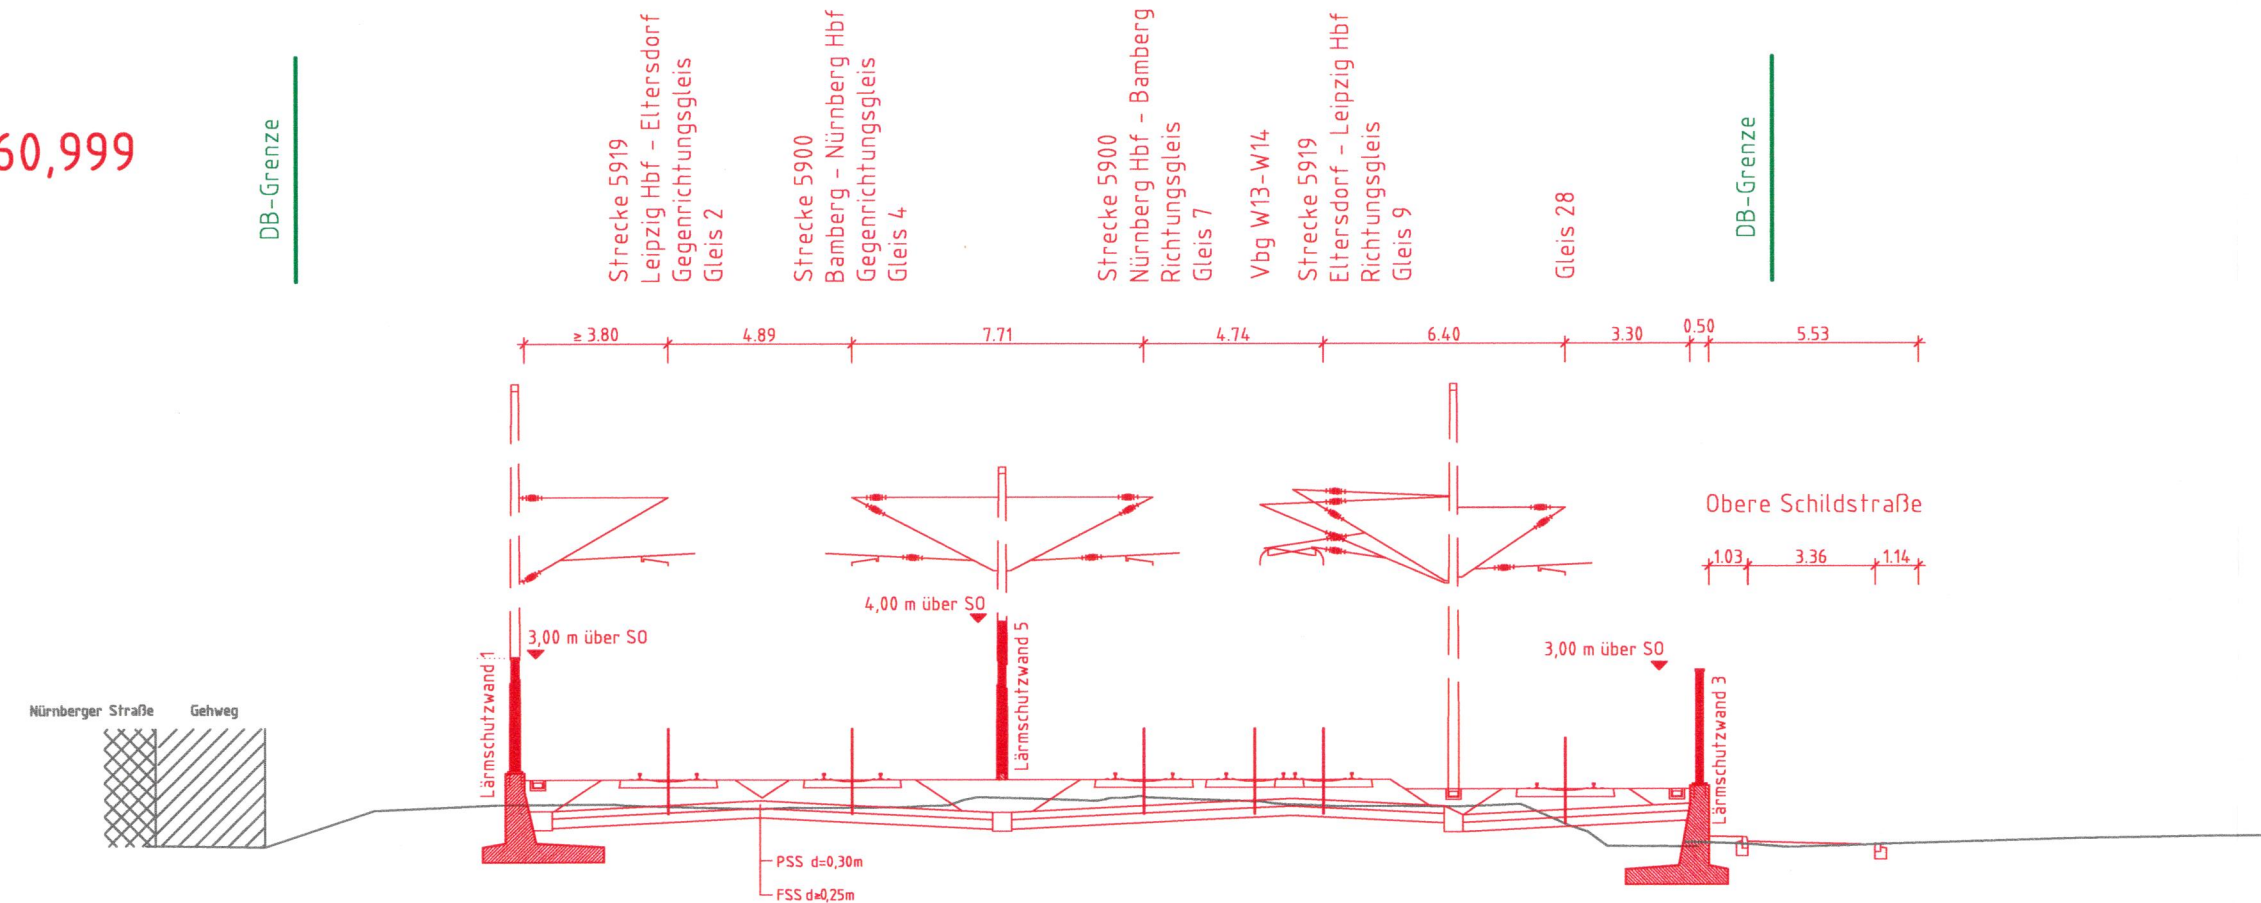 60,999
DB-Grenze
Strecke 5919
Leipzig Hbf - Eltersdorf
Gegenrichtungsgleis
Gleis 2
Strecke 5900
Bamberg - Nürnberg Hbf
Gegenrichtungsgleis
Gleis 4
Strecke 5900
Nürnberg Hbf - Bamberg
Richtungsgleis
Gleis 7
Vbg W13-W14
Strecke 5919
Eltersdorf - Leipzig Hbf
Richtungsgleis
Gleis 9
Gleis 28
DB-Grenze
≥ 3.80
4.89
7.71
4.74
6.40
3.30
0.50
5.53
Obere Schildstraße
1.03
3.36
1.14
4,00 m über SO
3,00 m über SO
3,00 m über SO
Lärmschutzwand 1
Lärmschutzwand 5
Lärmschutzwand 3
Nürnberger Straße
Gehweg
PSS d=0,30m
FSS d≥0,25m